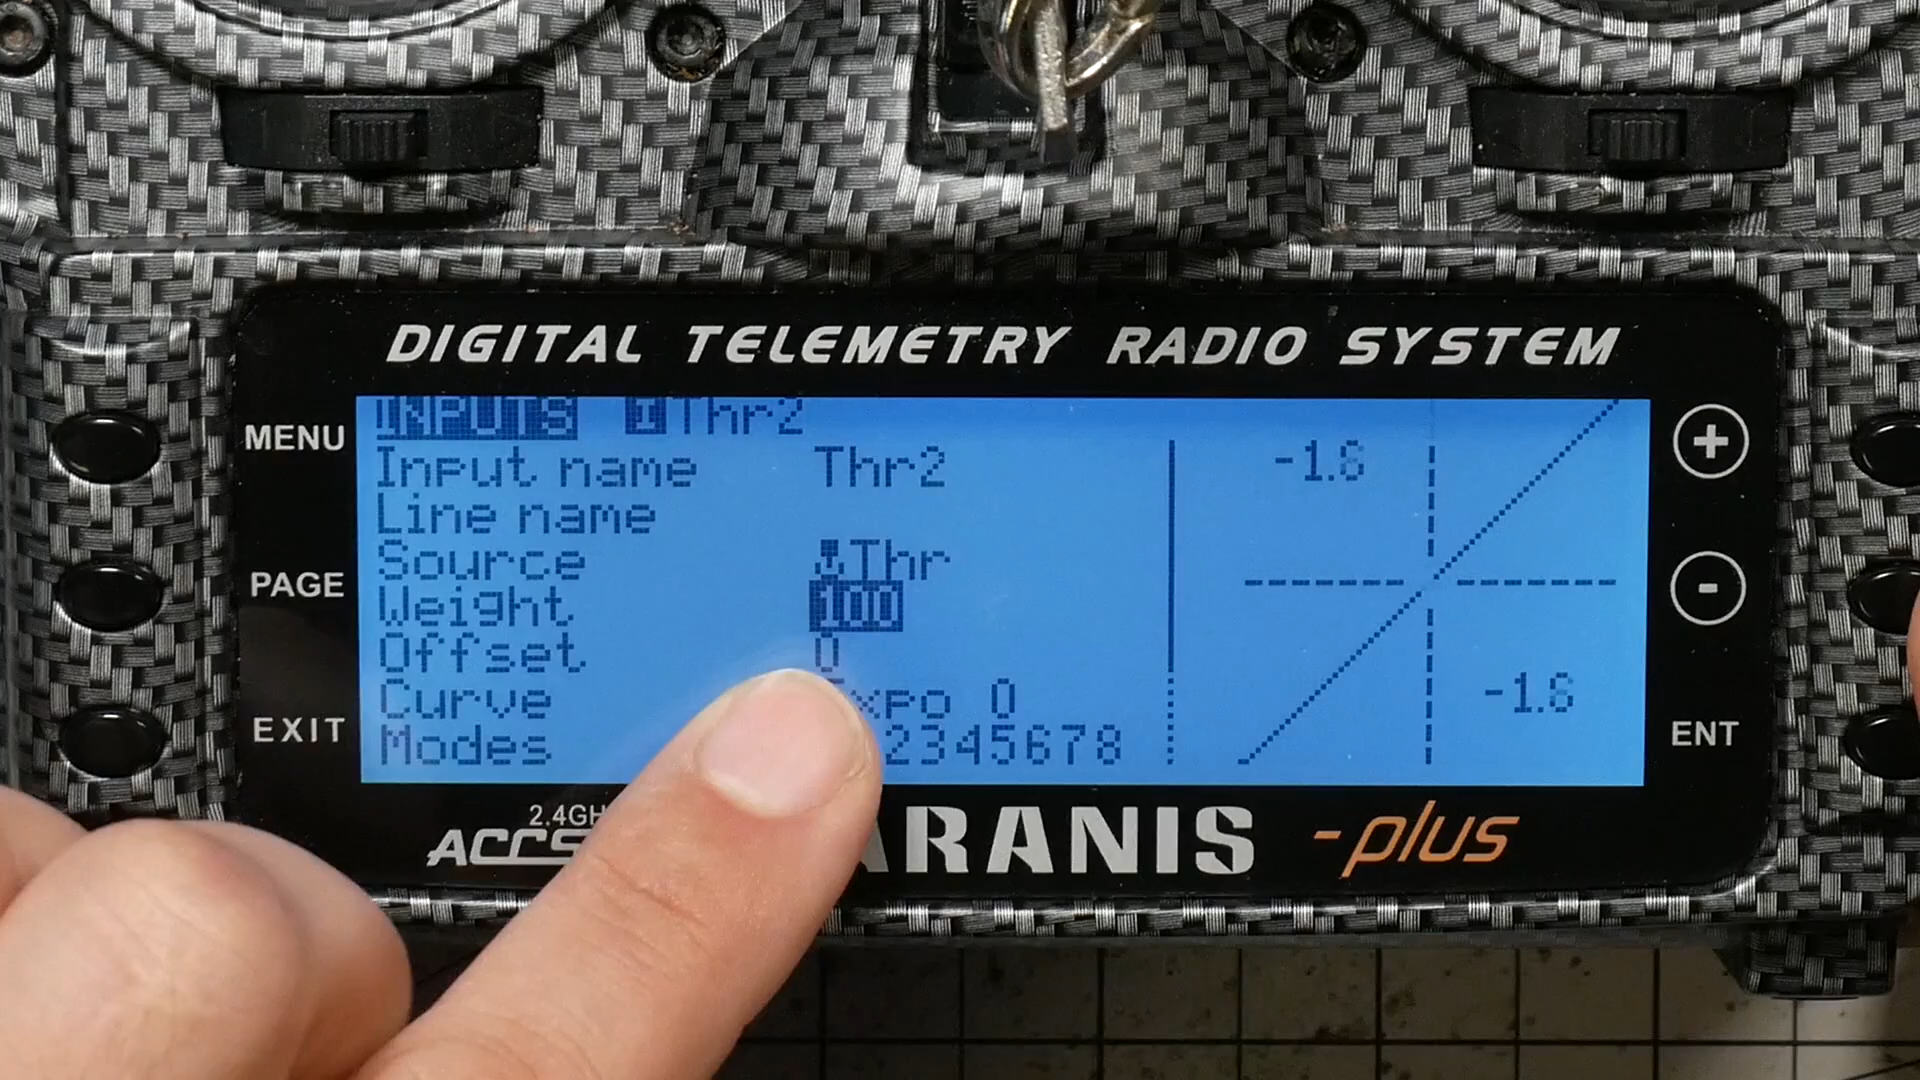 DIGITAL TELEMETRY RADIO SYSTEM
MENU
PAGE
EXIT
INPUTS Thr2
Input name Thr2
Line name
Source Thr
Weight 100
Offset 0
Curve xpo 0
Modes 2345678
-1.6
-1.6
+
-
ENT
2.4GH
ACCS
ARANIS -plus